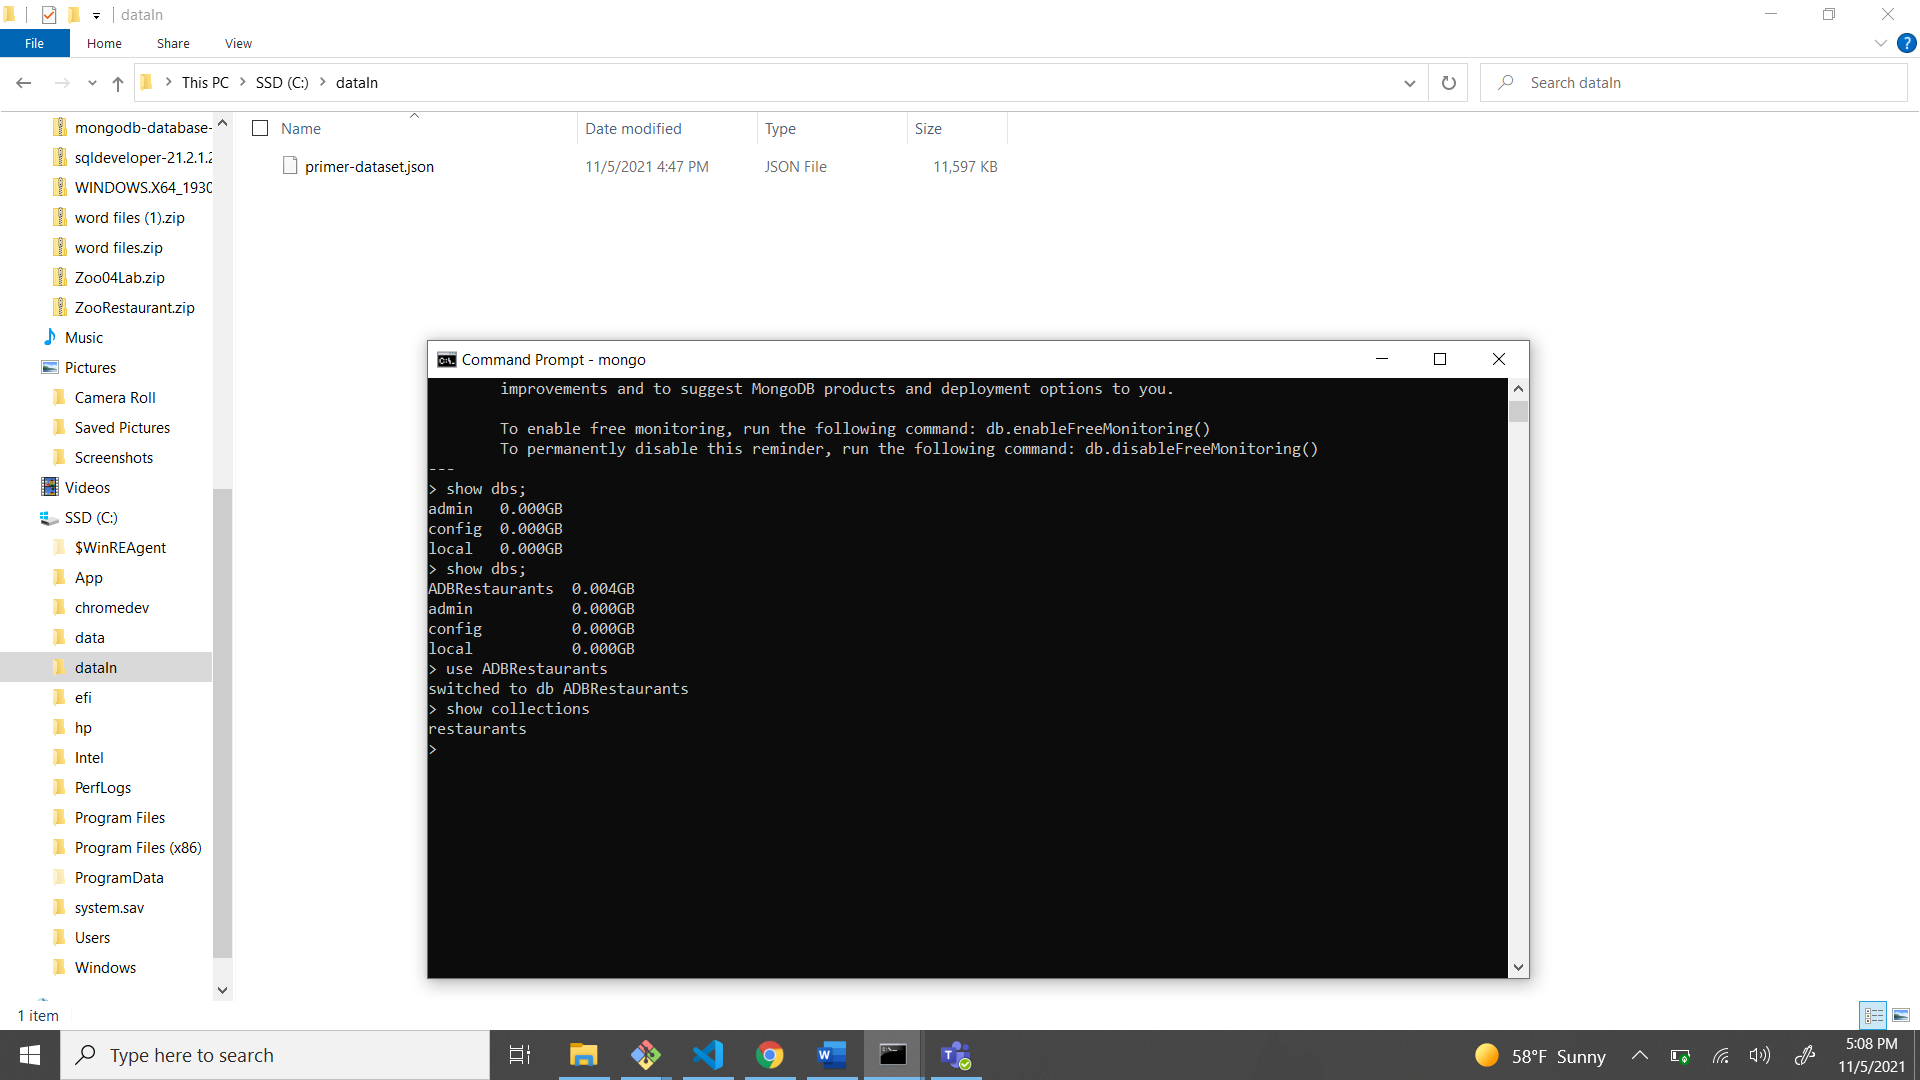 dataIn
File Home Share View
This PC SSD (C:) dataIn
Search dataIn
Name Date modified Type Size
primer-dataset.json 11/5/2021 4:47 PM JSON File 11,597 KB
mongodb-database-
sqldeveloper-21.2.1.2
WINDOWS.X64_1930
word files (1).zip
word files.zip
Zoo04Lab.zip
ZooRestaurant.zip
Music
Pictures
Camera Roll
Saved Pictures
Screenshots
Videos
SSD (C:)
$WinREAgent
App
chromedev
data
dataIn
efi
hp
Intel
PerfLogs
Program Files
Program Files (x86)
ProgramData
system.sav
Users
Windows
1 item
Command Prompt - mongo
improvements and to suggest MongoDB products and deployment options to you.
To enable free monitoring, run the following command: db.enableFreeMonitoring()
To permanently disable this reminder, run the following command: db.disableFreeMonitoring()
---
> show dbs;
admin 0.000GB
config 0.000GB
local 0.000GB
> show dbs;
ADBRestaurants 0.004GB
admin 0.000GB
config 0.000GB
local 0.000GB
> use ADBRestaurants
switched to db ADBRestaurants
> show collections
restaurants
>
Type here to search
58°F Sunny
5:08 PM
11/5/2021